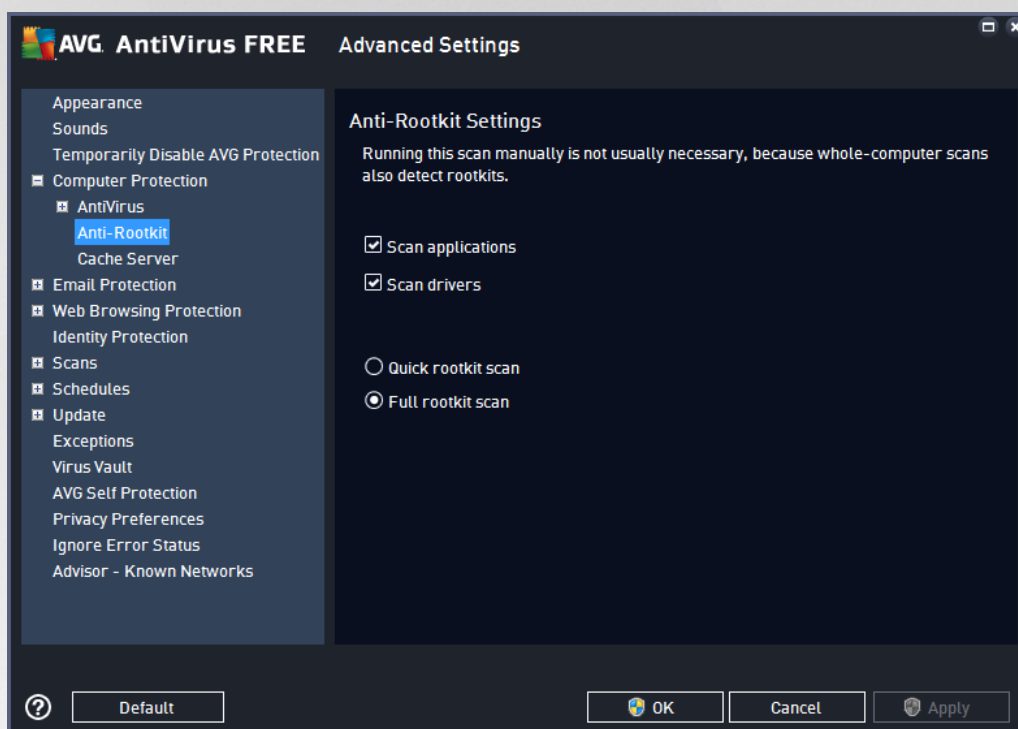 AVG. AntiVirus FREE
Advanced Settings
Appearance
Sounds
Temporarily Disable AVG Protection
Computer Protection
AntiVirus
Anti-Rootkit
Cache Server
Email Protection
Web Browsing Protection
Identity Protection
Scans
Schedules
Update
Exceptions
Virus Vault
AVG Self Protection
Privacy Preferences
Ignore Error Status
Advisor - Known Networks
Anti-Rootkit Settings
Running this scan manually is not usually necessary, because whole-computer scans
also detect rootkits.
Scan applications
Scan drivers
Quick rootkit scan
Full rootkit scan
Default
OK
Cancel
Apply